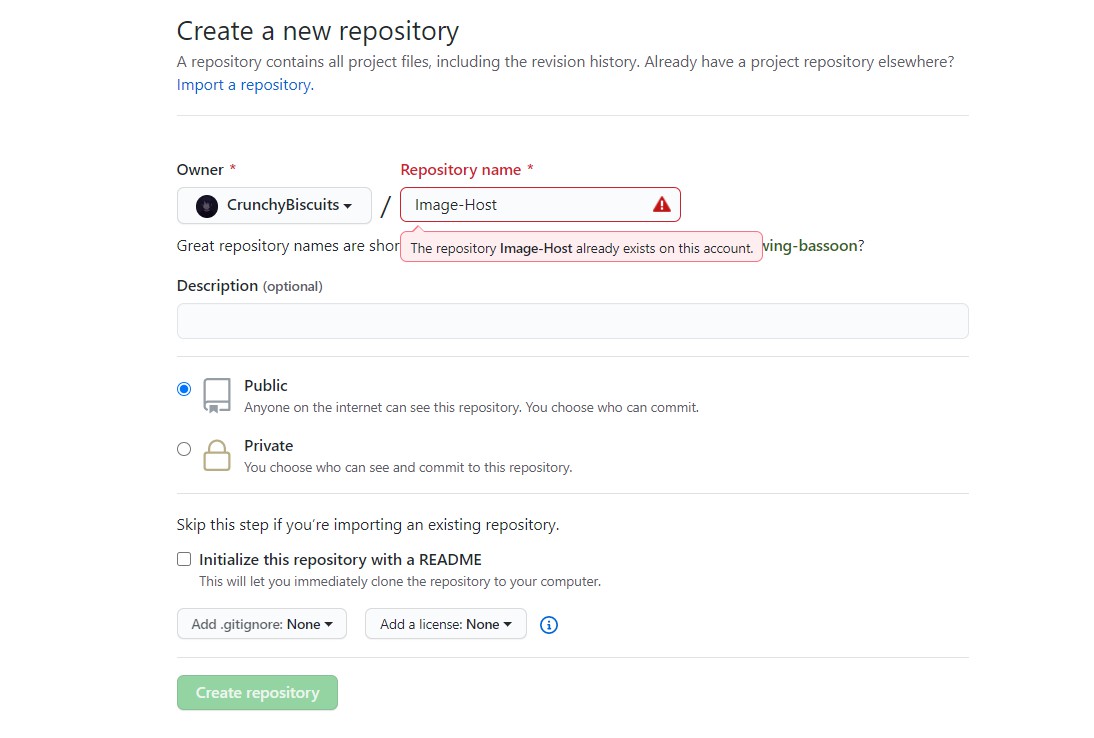 Create a new repository
A repository contains all project files, including the revision history. Already have a project repository elsewhere?
Import a repository.
Owner *
Repository name *
CrunchyBiscuits
/
Image-Host
Great repository names are
The repository Image-Host already exists on this account.
-bassoon?
Description (optional)
Public
Anyone on the internet can see this repository. You choose who can commit.
Private
You choose who can see and commit to this repository.
Skip this step if you’re importing an existing repository.
Initialize this repository with a README
This will let you immediately clone the repository to your computer.
Add .gitignore: None
Add a license: None
Create repository